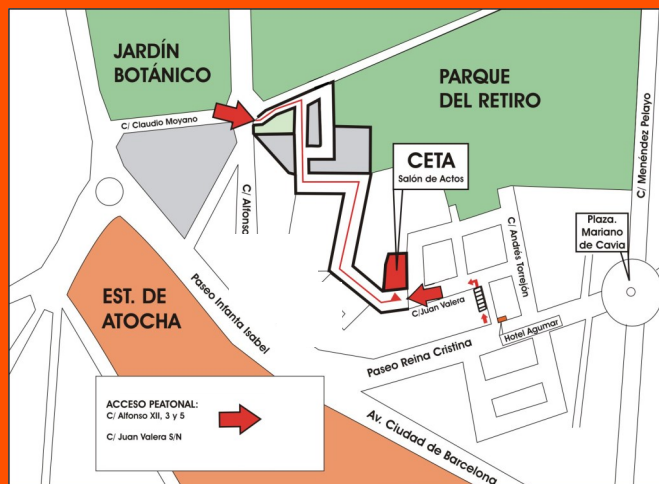 JARDÍN
BOTÁNICO
PARQUE
DEL RETIRO
C/ Claudio Moyano
C/ Menéndez Pelayo
CETA
Salón de Actos
C/ Alfonso
C/ Andrés Torrejón
Plaza.
Mariano
de Cavia
EST. DE
ATOCHA
Paseo Infanta Isabel
C/Juan Valera
Hotel Agumar
Paseo Reina Cristina
ACCESO PEATONAL:
C/ Alfonso XII, 3 y 5
C/ Juan Valera S/N
Av. Ciudad de Barcelona